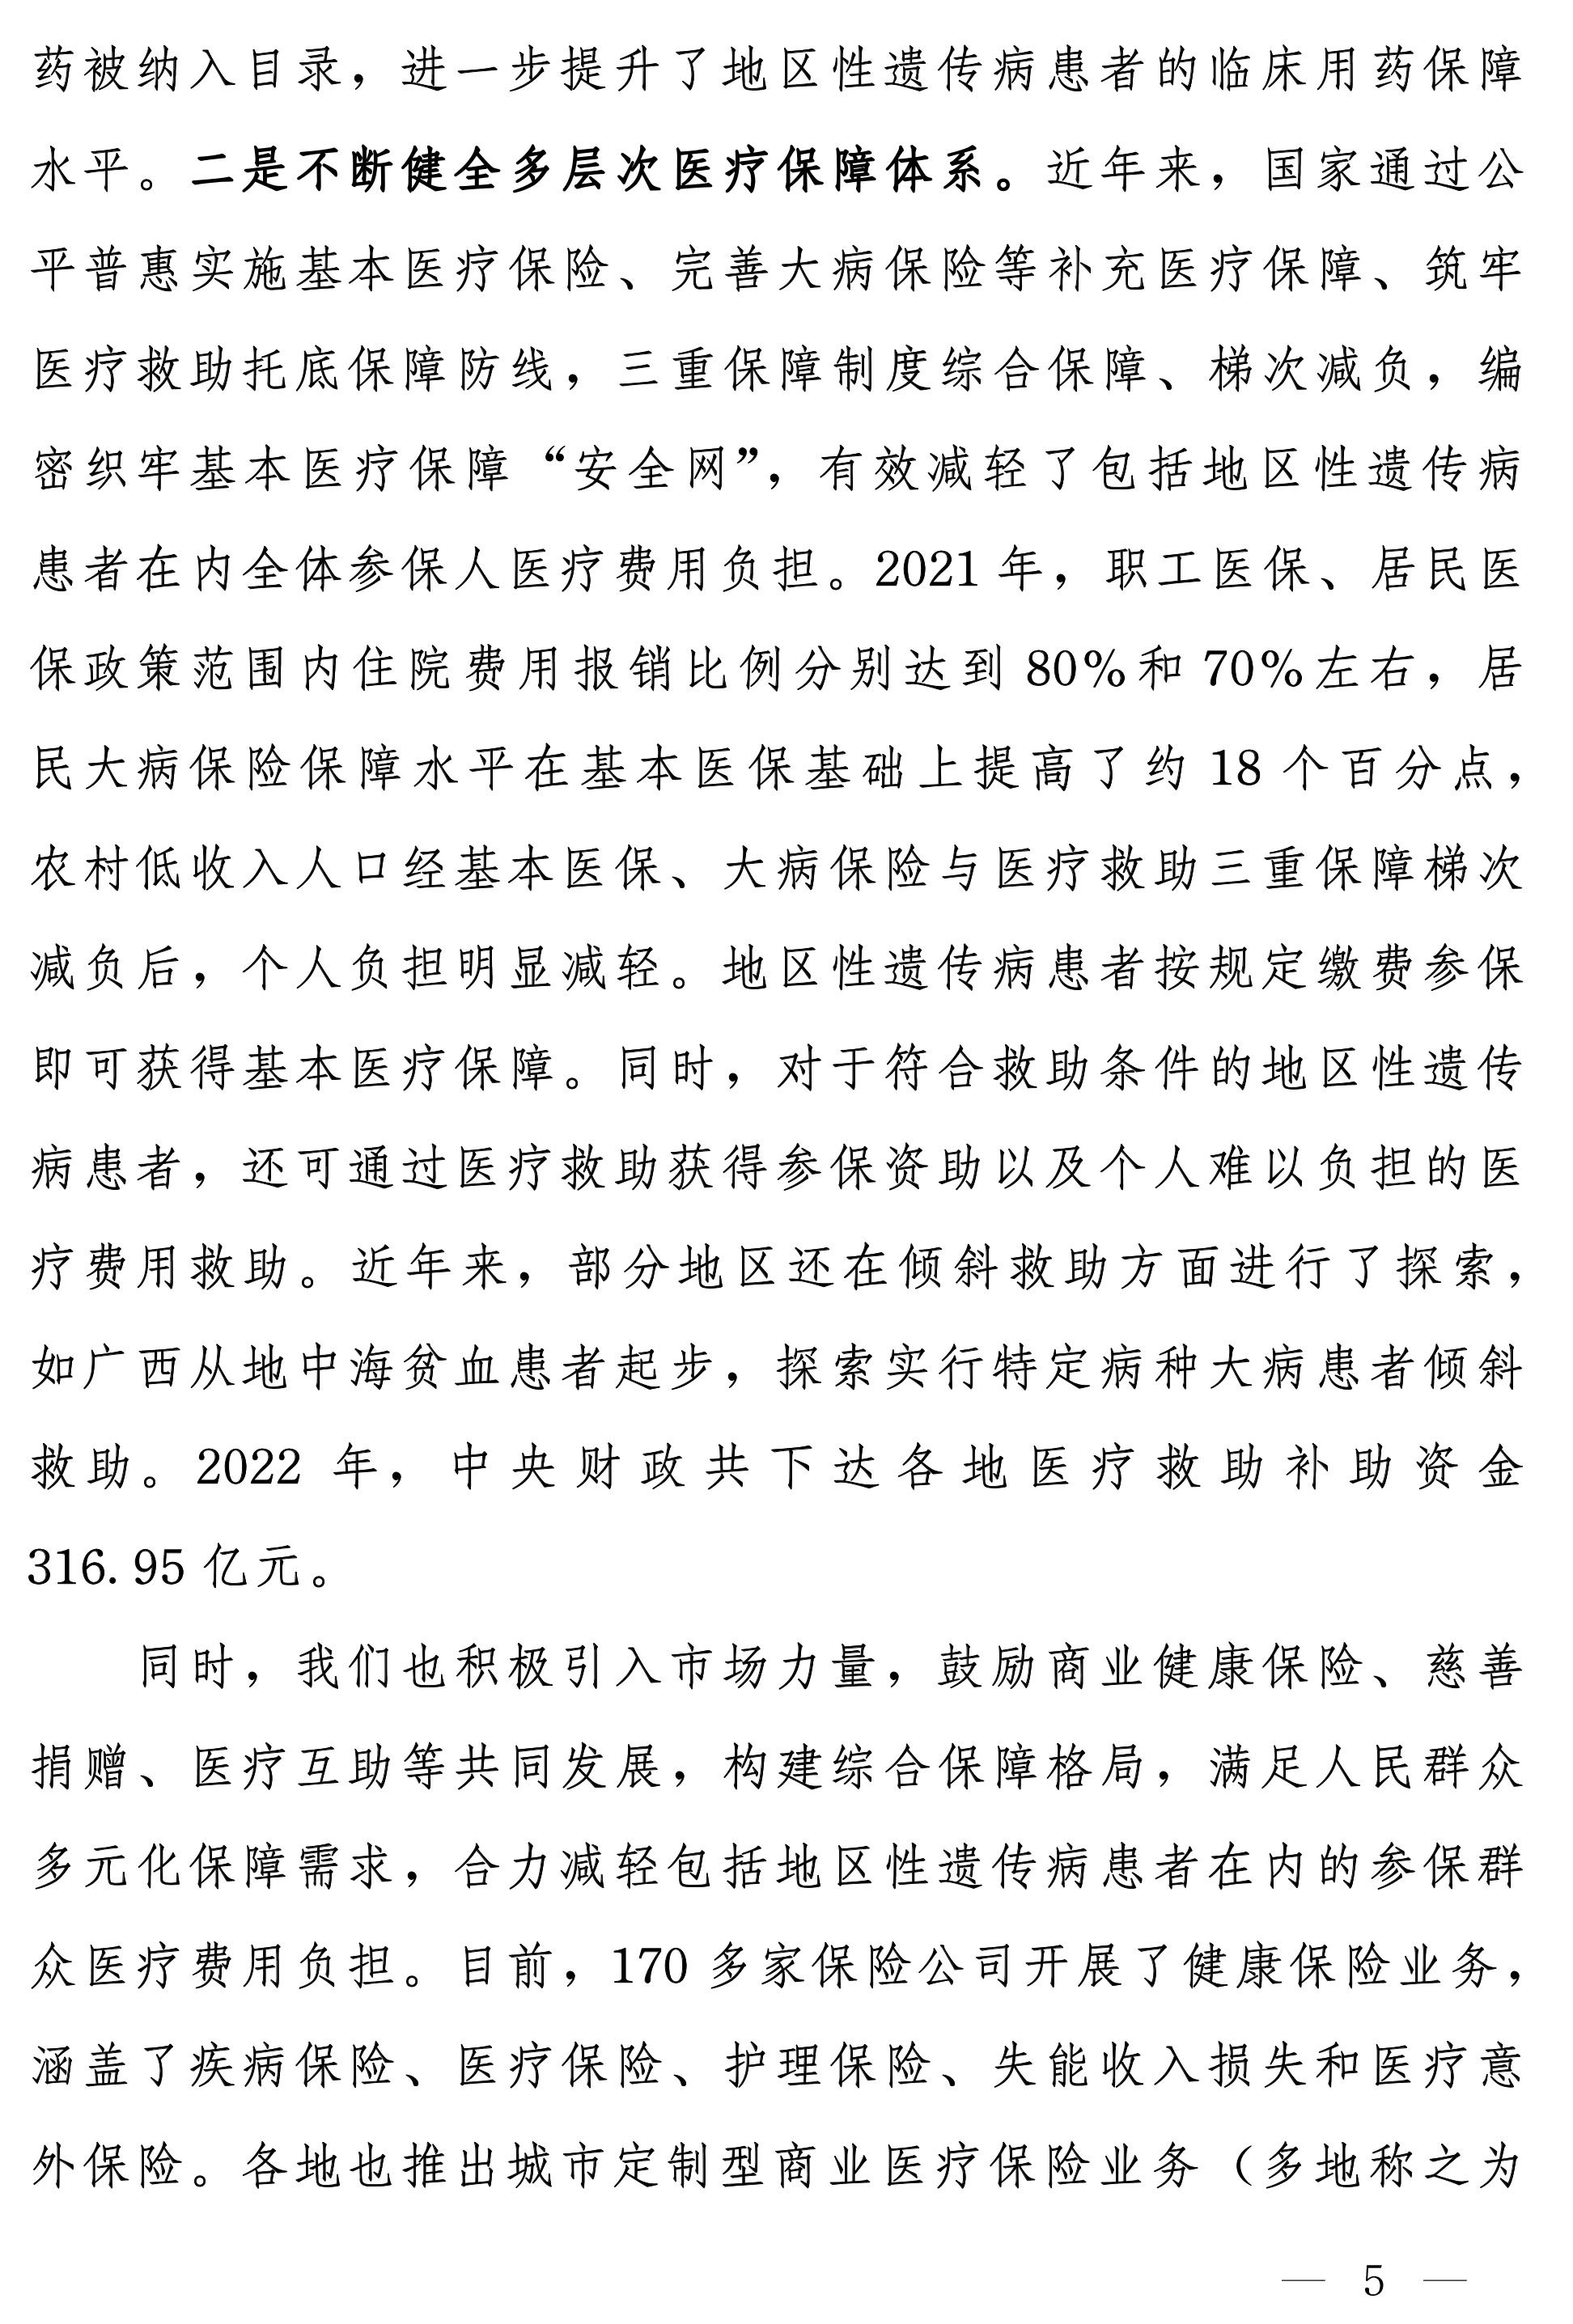 药被纳入目录，进一步提升了地区性遗传病患者的临床用药保障
水平。二是不断健全多层次医疗保障体系。近年来，国家通过公
平普惠实施基本医疗保险、完善大病保险等补充医疗保障、筑牢
医疗救助托底保障防线，三重保障制度综合保障、梯次减负，编
密织牢基本医疗保障“安全网”，有效减轻了包括地区性遗传病
患者在内全体参保人医疗费用负担。2021 年，职工医保、居民医
保政策范围内住院费用报销比例分别达到 80%和 70%左右，居
民大病保险保障水平在基本医保基础上提高了约 18 个百分点，
农村低收入人口经基本医保、大病保险与医疗救助三重保障梯次
减负后，个人负担明显减轻。地区性遗传病患者按规定缴费参保
即可获得基本医疗保障。同时，对于符合救助条件的地区性遗传
病患者，还可通过医疗救助获得参保资助以及个人难以负担的医
疗费用救助。近年来，部分地区还在倾斜救助方面进行了探索，
如广西从地中海贫血患者起步，探索实行特定病种大病患者倾斜
救助。2022 年，中央财政共下达各地医疗救助补助资金
316.95 亿元。
同时，我们也积极引入市场力量，鼓励商业健康保险、慈善
捐赠、医疗互助等共同发展，构建综合保障格局，满足人民群众
多元化保障需求，合力减轻包括地区性遗传病患者在内的参保群
众医疗费用负担。目前，170 多家保险公司开展了健康保险业务，
涵盖了疾病保险、医疗保险、护理保险、失能收入损失和医疗意
外保险。各地也推出城市定制型商业医疗保险业务（多地称之为
— 5 —